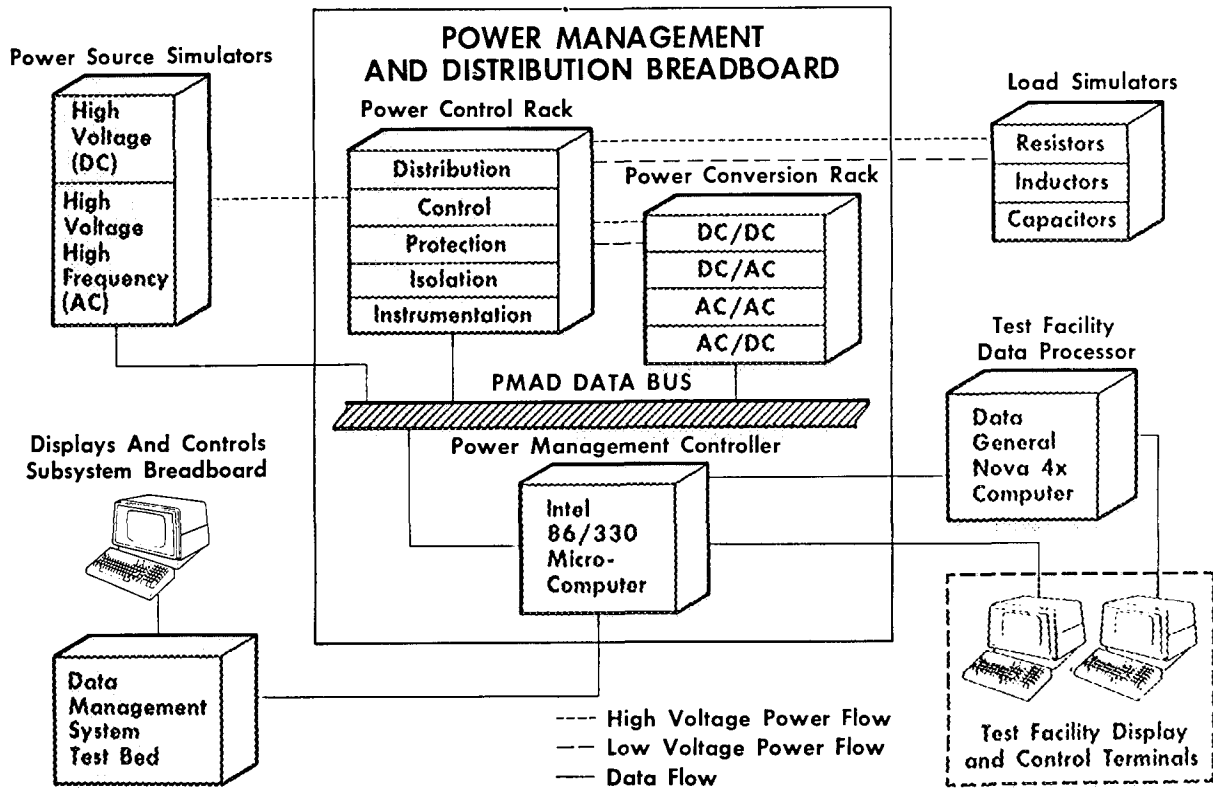 POWER MANAGEMENT
AND DISTRIBUTION BREADBOARD
Power Source Simulators
High
Voltage
(DC)
High
Voltage
High
Frequency
(AC)
Power Control Rack
Distribution
Control
Protection
Isolation
Instrumentation
Power Conversion Rack
DC/DC
DC/AC
AC/AC
AC/DC
Load Simulators
Resistors
Inductors
Capacitors
PMAD DATA BUS
Test Facility
Data Processor
Data
General
Nova 4x
Computer
Displays And Controls
Subsystem Breadboard
Power Management Controller
Intel
86/330
Micro-
Computer
Data
Management
System
Test Bed
High Voltage Power Flow
Low Voltage Power Flow
Data Flow
Test Facility Display
and Control Terminals